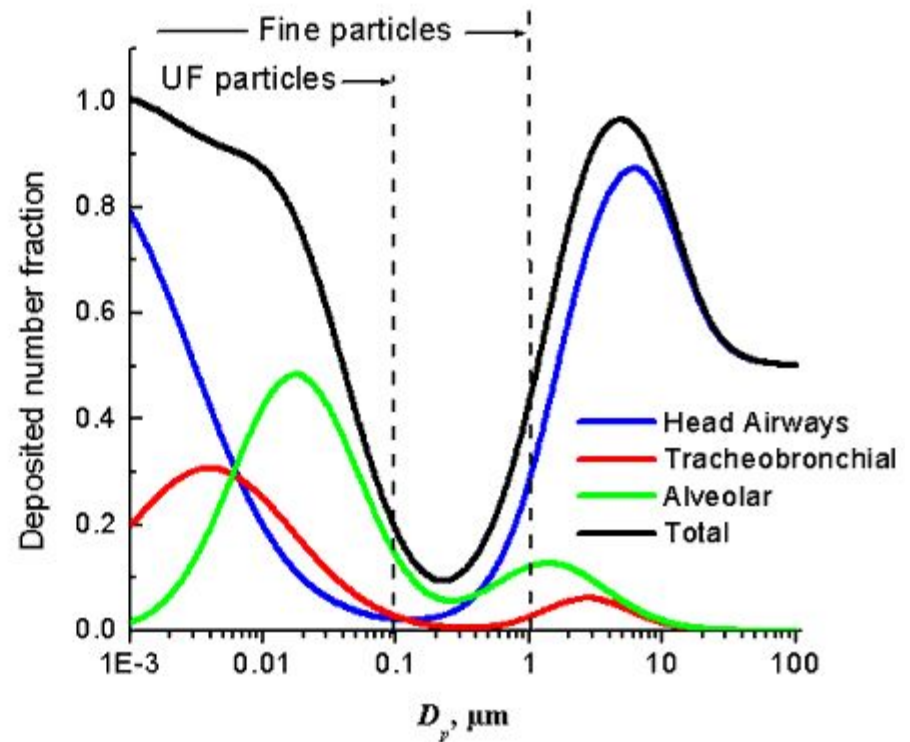 Fine particles
UF particles
1.0
0.8
0.6
0.4
0.2
0.0
Deposited number fraction
Head Airways
Tracheobronchial
Alveolar
Total
1E-3 0.01 0.1 1 10 100
Dp, μm